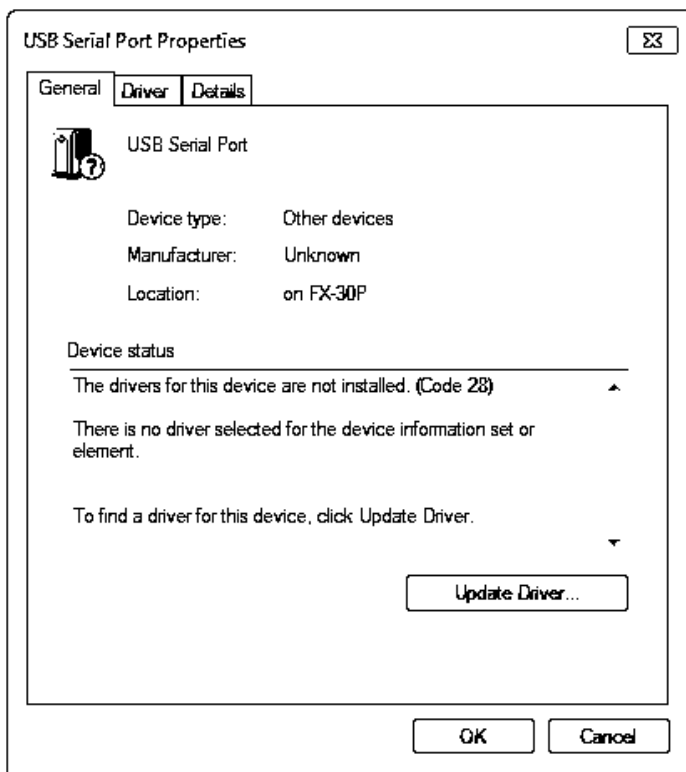 USB Serial Port Properties
General Driver Details
USB Serial Port
Device type: Other devices
Manufacturer: Unknown
Location: on FX-30P
Device status
The drivers for this device are not installed. (Code 28)
There is no driver selected for the device information set or
element.
To find a driver for this device, click Update Driver.
Update Driver...
OK Cancel